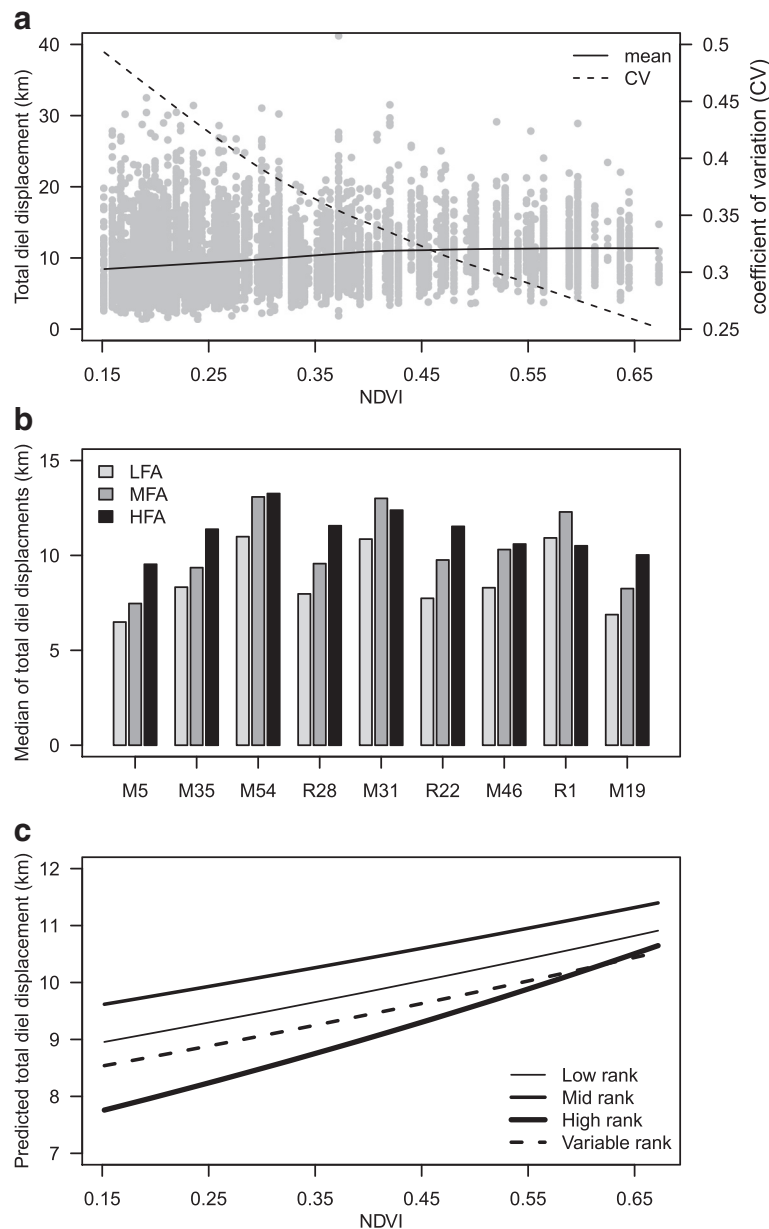 a
Total diel displacement (km)
40
30
20
10
0
mean
CV
0.5
0.45
0.4
0.35
0.3
0.25
coefficient of variation (CV)
0.15 0.25 0.35 0.45 0.55 0.65
NDVI
b
Median of total diel displacments (km)
15
10
5
0
LFA
MFA
HFA
M5 M35 M54 R28 M31 R22 M46 R1 M19
c
Predicted total diel displacement (km)
12
11
10
9
8
7
Low rank
Mid rank
High rank
Variable rank
0.15 0.25 0.35 0.45 0.55 0.65
NDVI